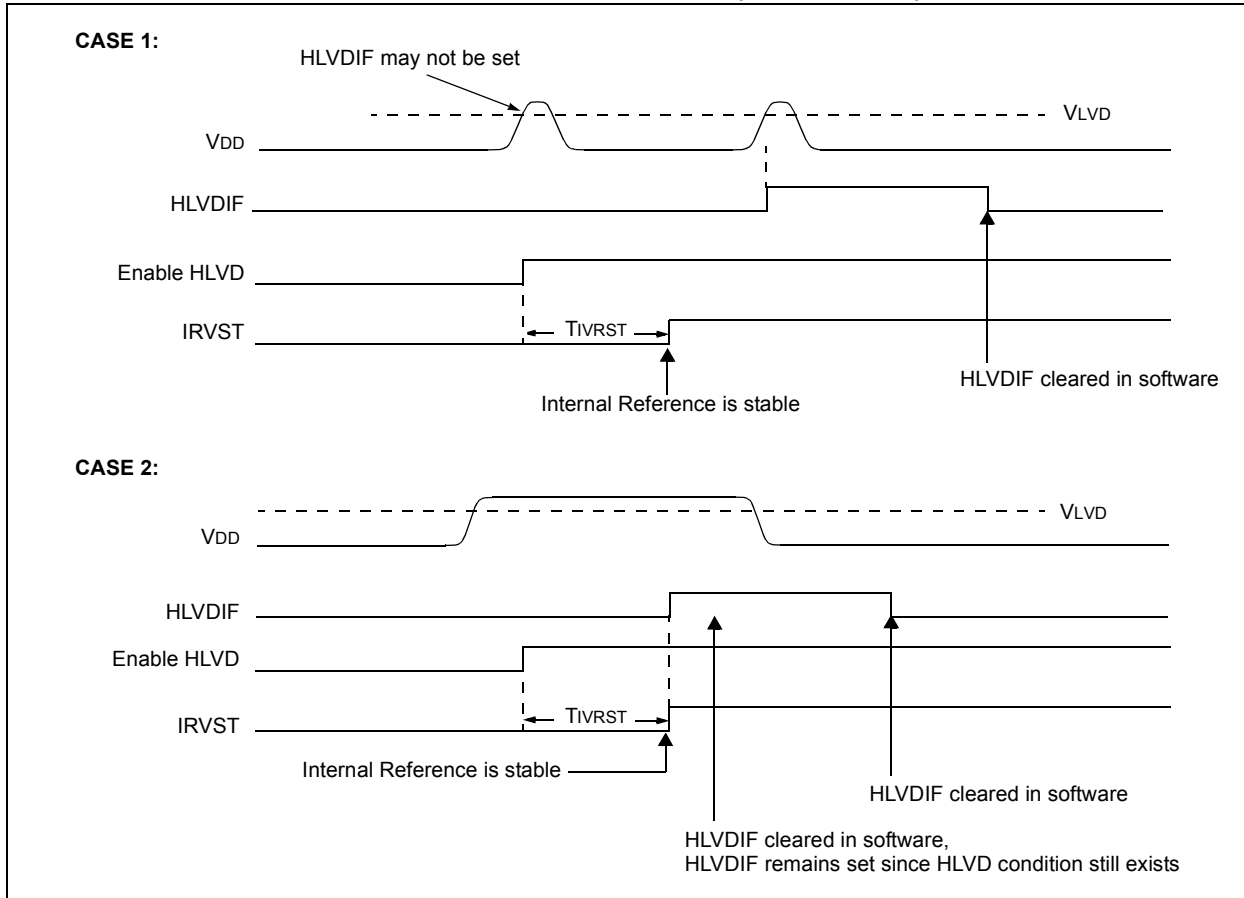 CASE 1:
HLVDIF may not be set
VLVD
VDD
HLVDIF
Enable HLVD
TIVRST
IRVST
HLVDIF cleared in software
Internal Reference is stable
CASE 2:
VLVD
VDD
HLVDIF
Enable HLVD
TIVRST
IRVST
Internal Reference is stable
HLVDIF cleared in software
HLVDIF cleared in software,
HLVDIF remains set since HLVD condition still exists